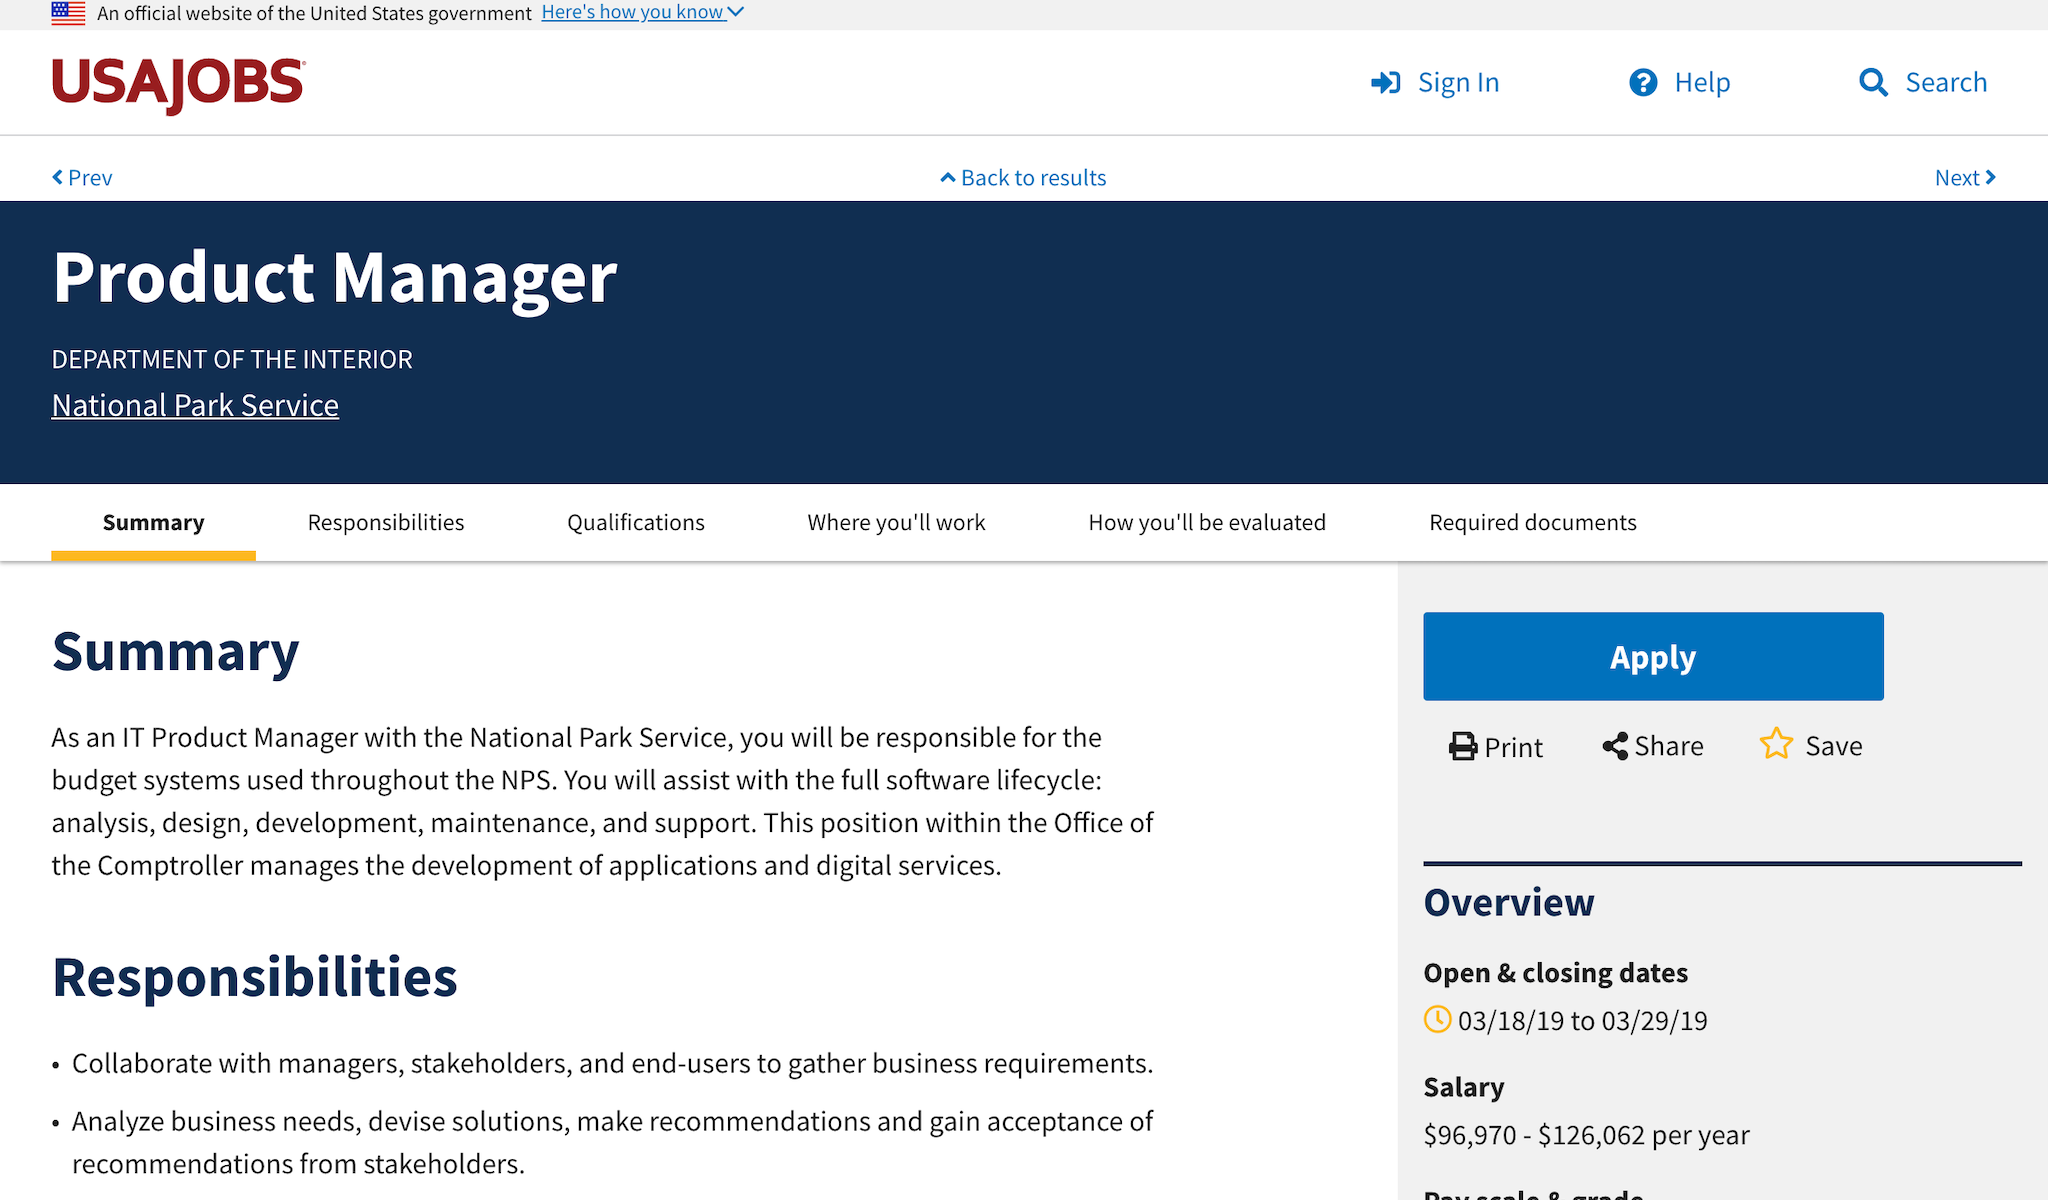 An official website of the United States government Here's how you know
USAJOBS
Sign In Help Search
Prev Back to results Next
Product Manager
DEPARTMENT OF THE INTERIOR
National Park Service
Summary Responsibilities Qualifications Where you'll work How you'll be evaluated Required documents
Summary
As an IT Product Manager with the National Park Service, you will be responsible for the
budget systems used throughout the NPS. You will assist with the full software lifecycle:
analysis, design, development, maintenance, and support. This position within the Office of
the Comptroller manages the development of applications and digital services.
Responsibilities
• Collaborate with managers, stakeholders, and end-users to gather business requirements.
• Analyze business needs, devise solutions, make recommendations and gain acceptance of
recommendations from stakeholders.
Apply
Print Share Save
Overview
Open & closing dates
03/18/19 to 03/29/19
Salary
$96,970 - $126,062 per year
Pay scale & grade